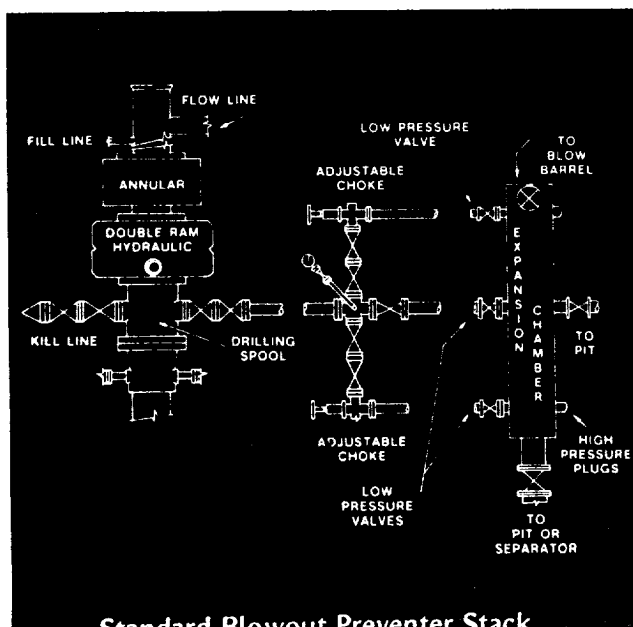 FLOW LINE
FILL LINE
ANNULAR
DOUBLE RAM
HYDRAULIC
KILL LINE
DRILLING
SPOOL
LOW PRESSURE
VALVE
ADJUSTABLE
CHOKE
ADJUSTABLE
CHOKE
LOW
PRESSURE
VALVES
TO
BLOW
BARREL
EXPANSION
CHAMBER
TO
PIT
HIGH
PRESSURE
PLUGS
TO
PIT OR
SEPARATOR
Standard Blowout Preventer Stack